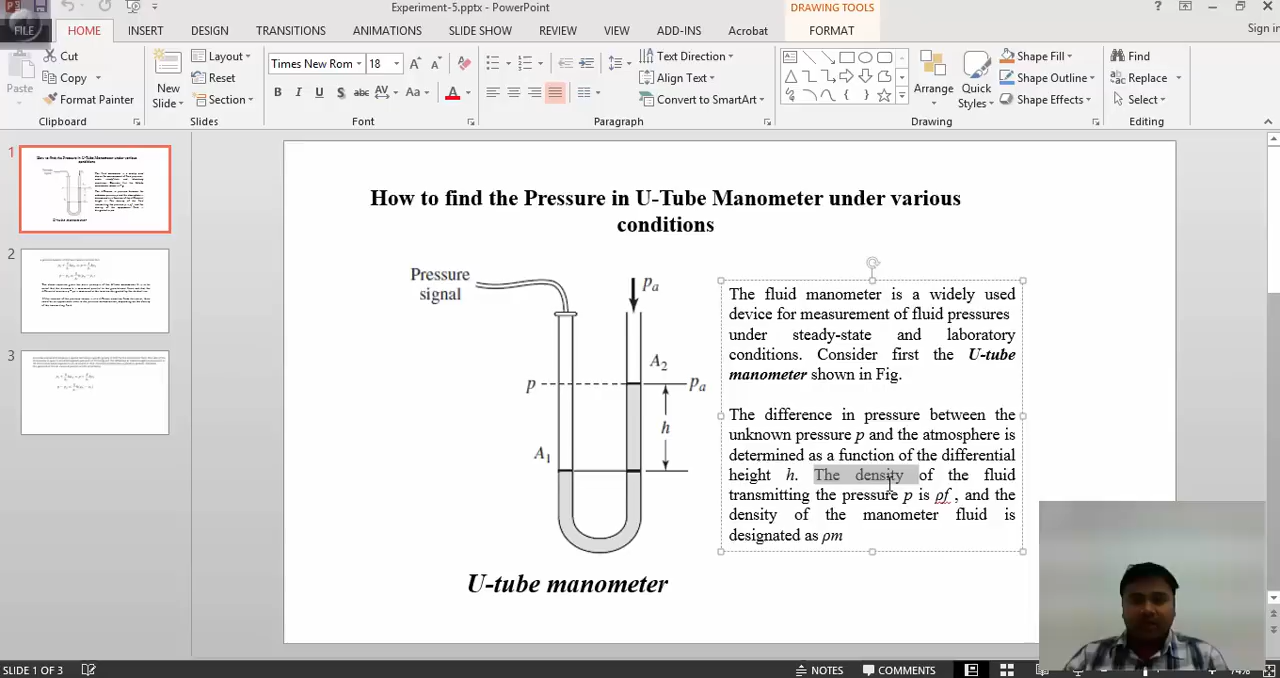 Experiment-5.pptx - PowerPoint
DRAWING TOOLS
?
FILE
HOME
INSERT
DESIGN
TRANSITIONS
ANIMATIONS
SLIDE SHOW
REVIEW
VIEW
ADD-INS
Acrobat
FORMAT
Sign in
Paste
Cut
Copy
Format Painter
Clipboard
New
Slide
Layout
Reset
Section
Slides
Times New Rom
18
B I U S abc AV Aa A
Font
Text Direction
Align Text
Convert to SmartArt
Paragraph
Arrange
Quick
Styles
Shape Fill
Shape Outline
Shape Effects
Drawing
Find
Replace
Select
Editing
1
2
3
How to find the Pressure in U-Tube Manometer under various
conditions
Pressure
signal
pa
A2
p
pa
h
A1
U-tube manometer
The fluid manometer is a widely used
device for measurement of fluid pressures
under steady-state and laboratory
conditions. Consider first the U-tube
manometer shown in Fig.
The difference in pressure between the
unknown pressure p and the atmosphere is
determined as a function of the differential
height h. The density of the fluid
transmitting the pressure p is ρf , and the
density of the manometer fluid is
designated as ρm
SLIDE 1 OF 3
NOTES
COMMENTS
74%